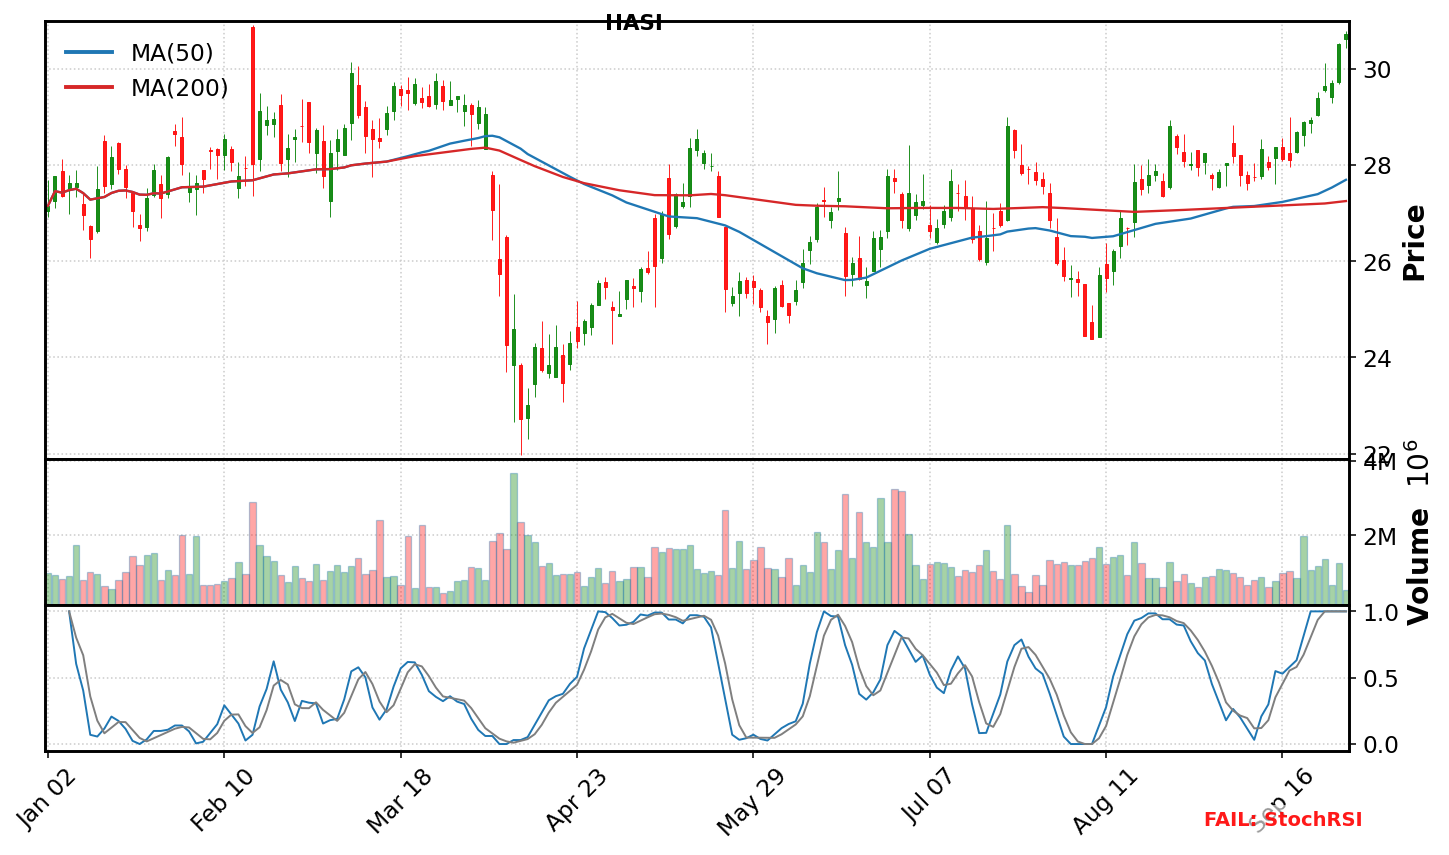 HASI
MA(50)
MA(200)
30
28
26
24
22
Price
4M
2M
Volume 10^6
1.0
0.5
0.0
Jan 02
Feb 10
Mar 18
Apr 23
May 29
Jul 07
Aug 11
Sep 16
FAIL: StochRSI